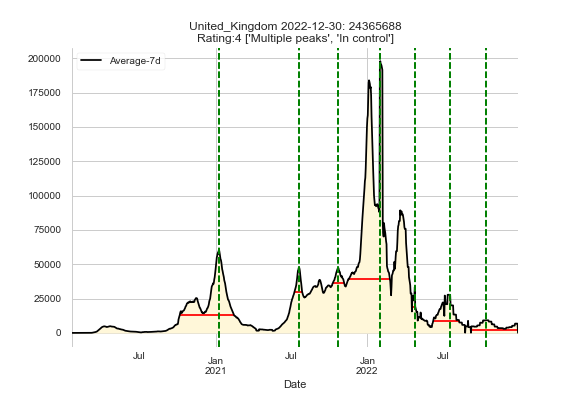 United_Kingdom 2022-12-30: 24365688
Rating:4 ['Multiple peaks', 'In control']
Average-7d
200000
175000
150000
125000
100000
75000
50000
25000
0
Jul
Jan
2021
Jul
Jan
2022
Jul
Date